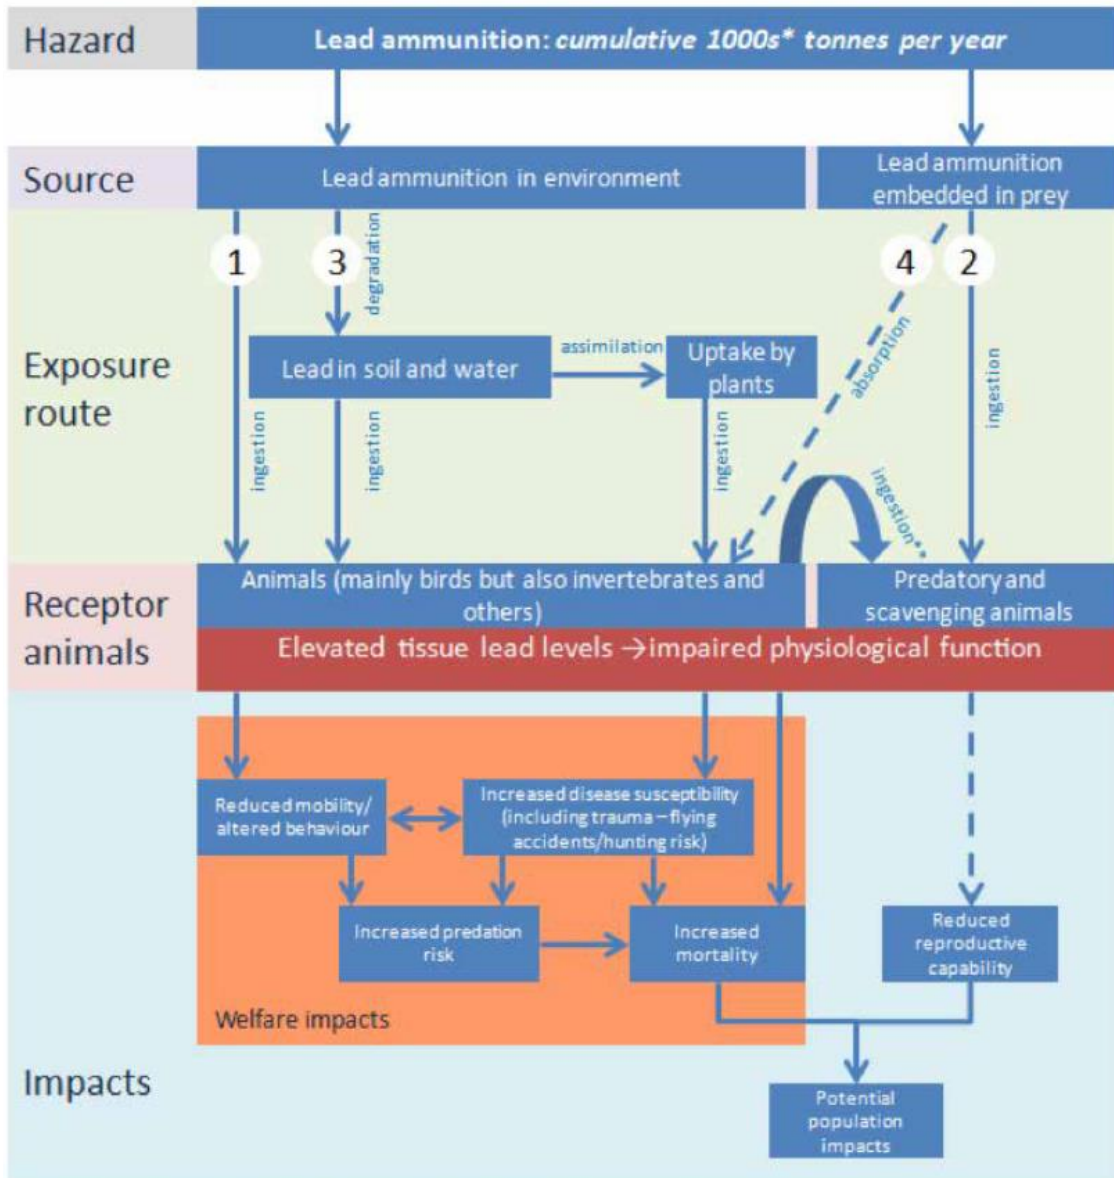 Hazard
Lead ammunition: cumulative 1000s* tonnes per year
Source
Lead ammunition in environment
Lead ammunition
embedded in prey
1
3
4
2
degradation
Exposure
route
Lead in soil and water
assimilation
Uptake by
plants
absorption
ingestion
ingestion
ingestion
ingestion
ingestion**
Receptor
animals
Animals (mainly birds but also invertebrates and
others)
Predatory and
scavenging animals
Elevated tissue lead levels →impaired physiological function
Reduced mobility/
altered behaviour
Increased disease susceptibility
(including trauma – flying
accidents/hunting risk)
Increased predation
risk
Increased
mortality
Reduced
reproductive
capability
Welfare impacts
Impacts
Potential
population
impacts